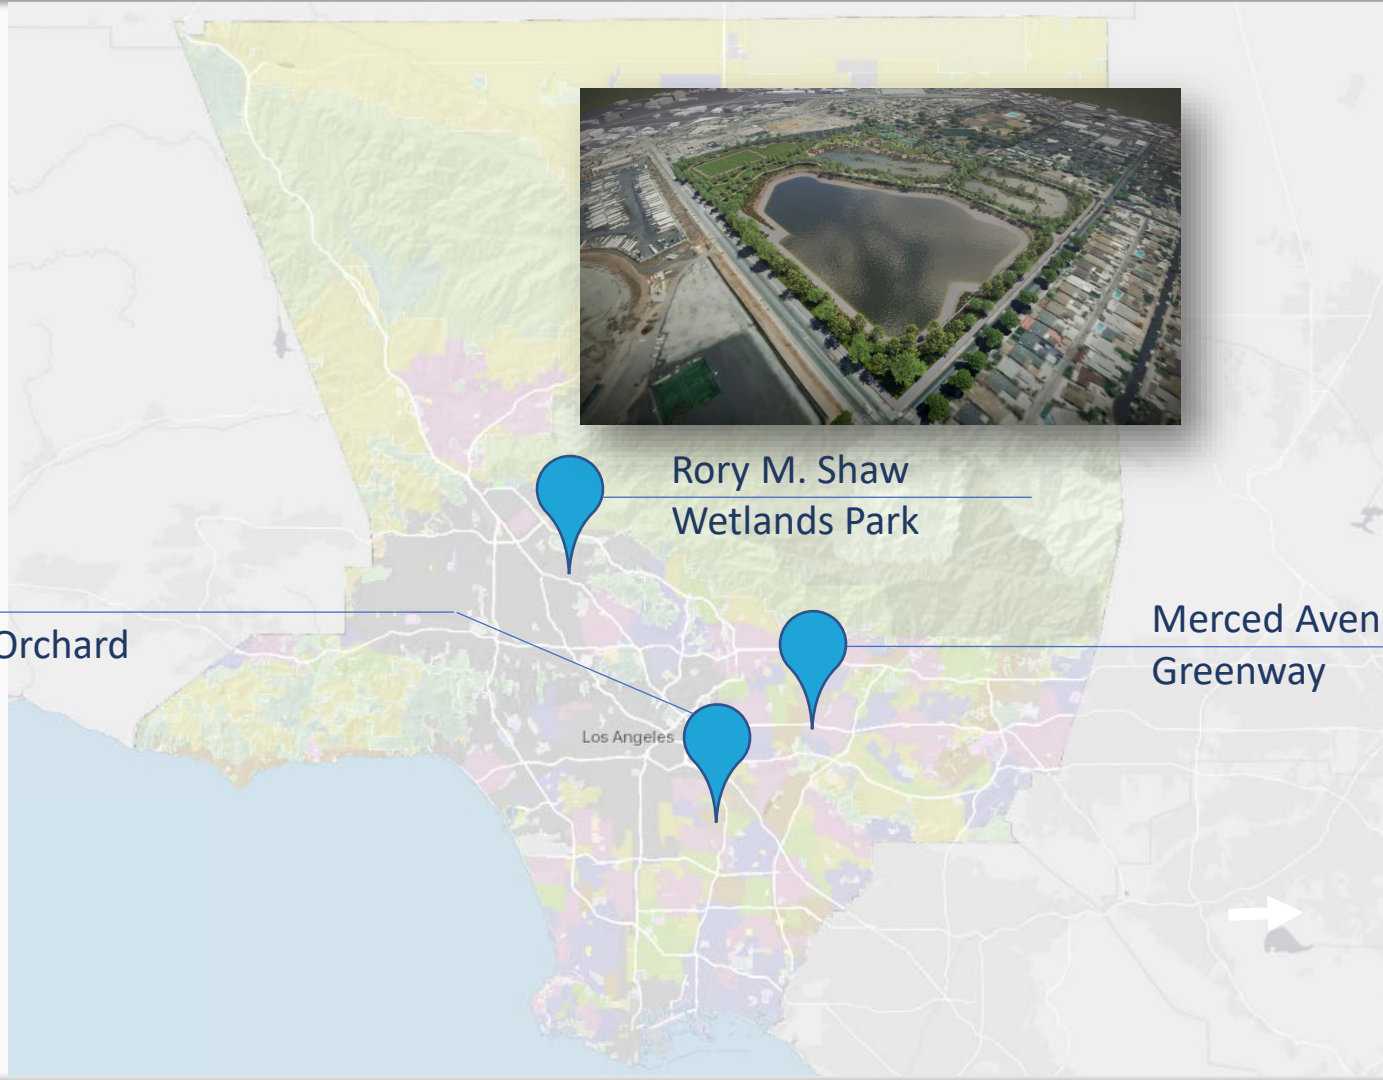 Rory M. Shaw
Wetlands Park
Orchard
Merced Aven
Greenway
Los Angeles